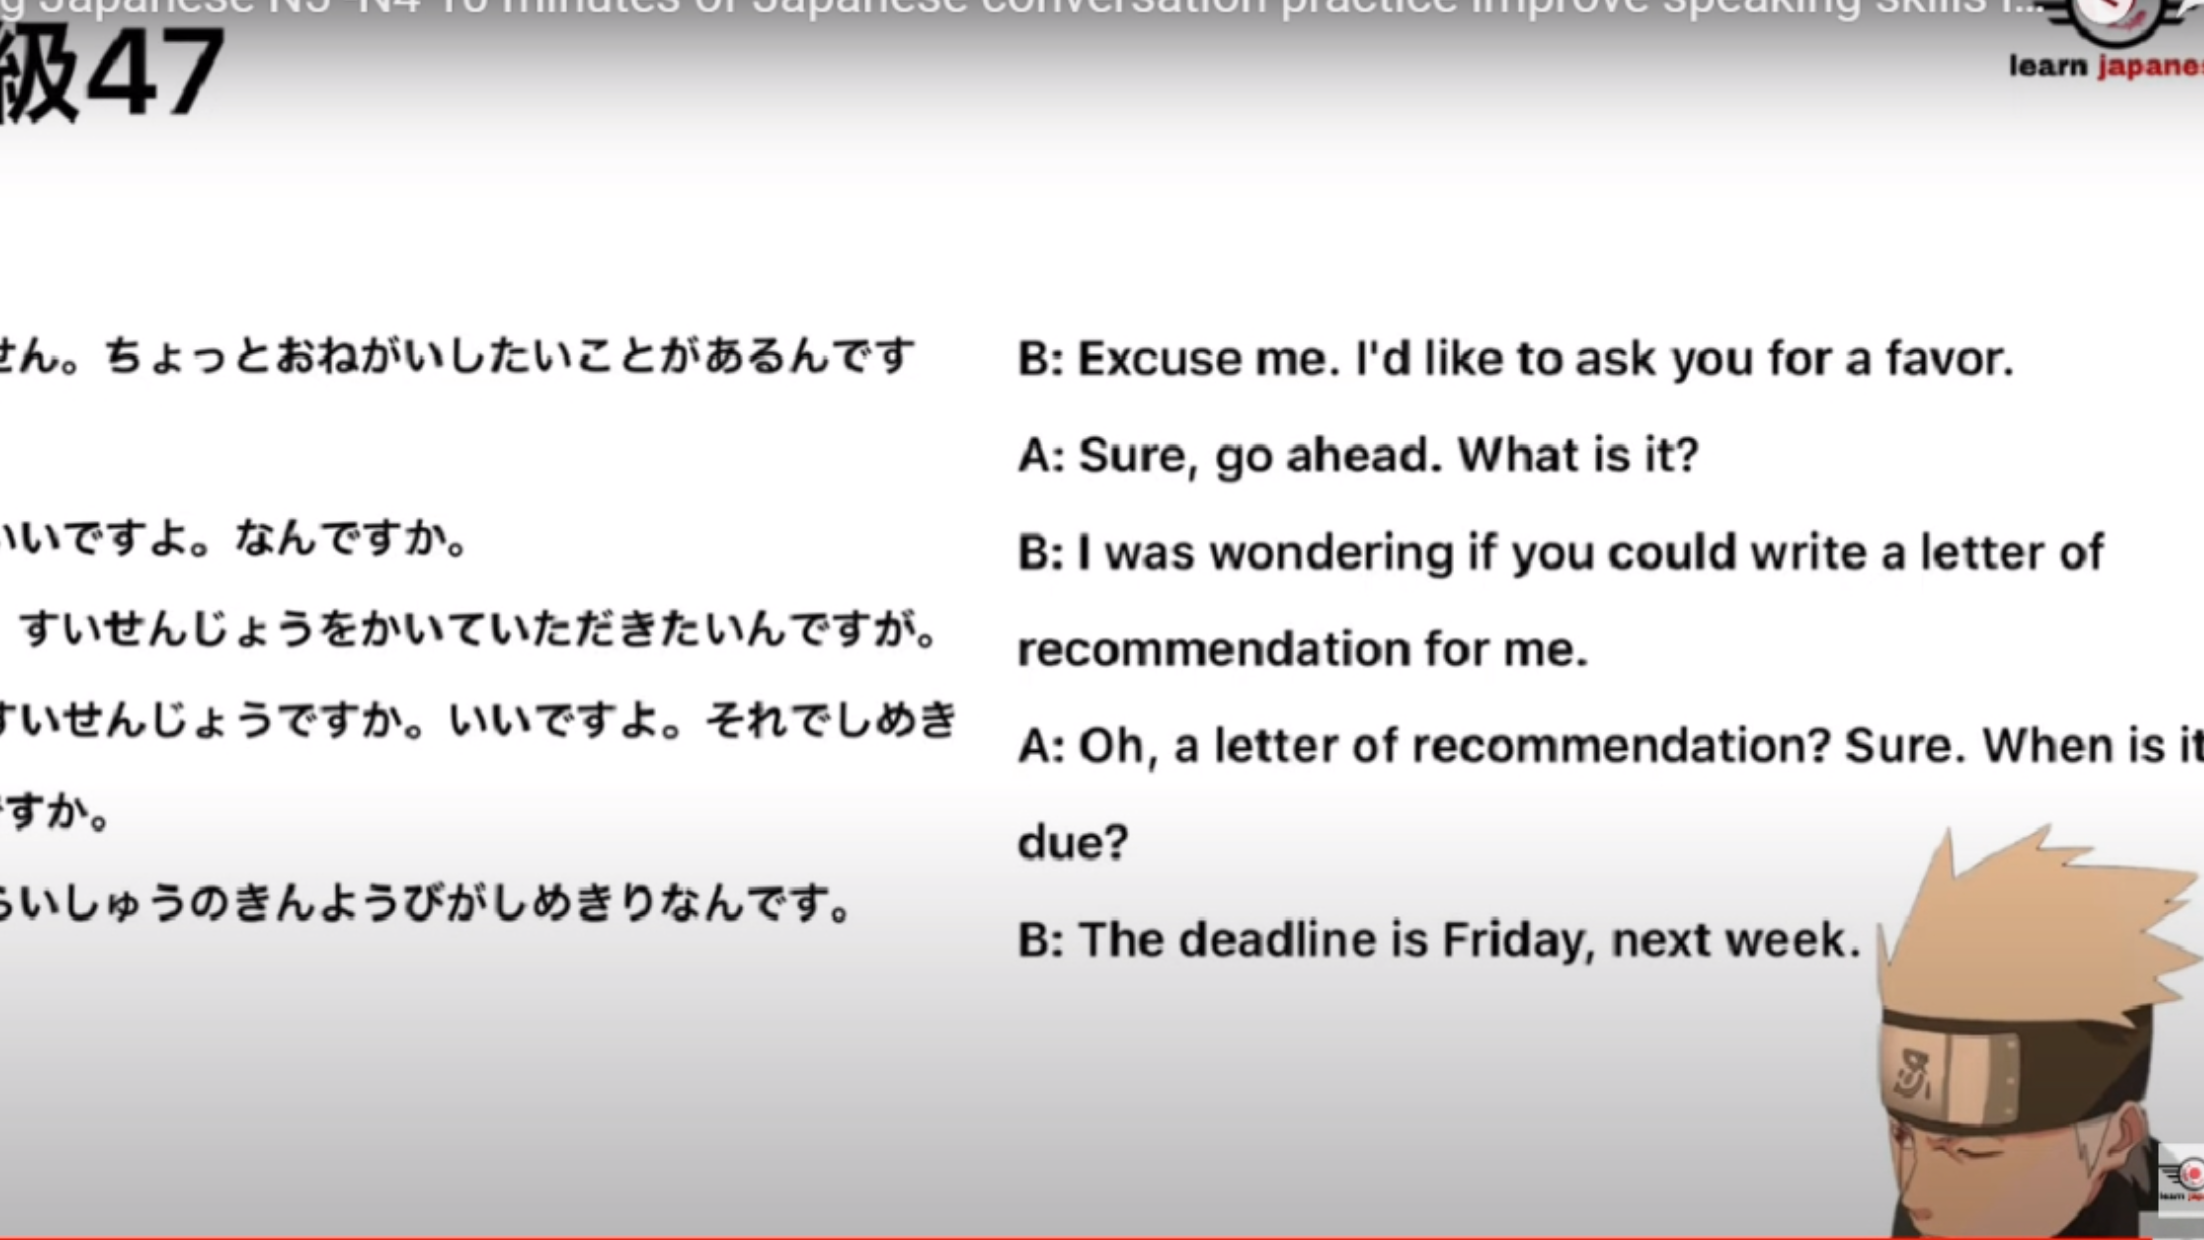 Japanese N5 -N4 10 minutes of Japanese conversation practice improve speaking skills
級47
learn japane
せん。ちょっとおねがいしたいことがあるんです
いいですよ。なんですか。
すいせんじょうをかいていただきたいんですが。
すいせんじょうですか。いいですよ。それでしめき
ですか。
らいしゅうのきんようびがしめきりなんです。
B: Excuse me. I'd like to ask you for a favor.
A: Sure, go ahead. What is it?
B: I was wondering if you could write a letter of
recommendation for me.
A: Oh, a letter of recommendation? Sure. When is it
due?
B: The deadline is Friday, next week.